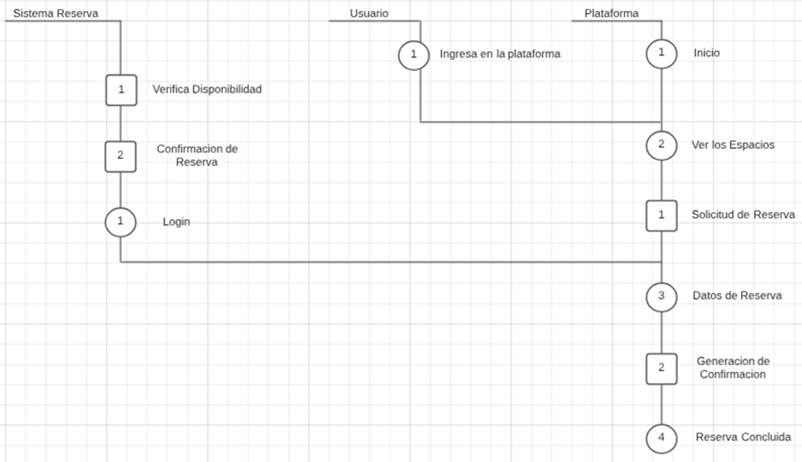 Sistema Reserva
1
Verifica Disponibilidad
2
Confirmacion de
Reserva
1
Login
Usuario
1
Ingresa en la plataforma
Plataforma
1
Inicio
2
Ver los Espacios
1
Solicitud de Reserva
3
Datos de Reserva
2
Generacion de
Confirmacion
4
Reserva Concluida